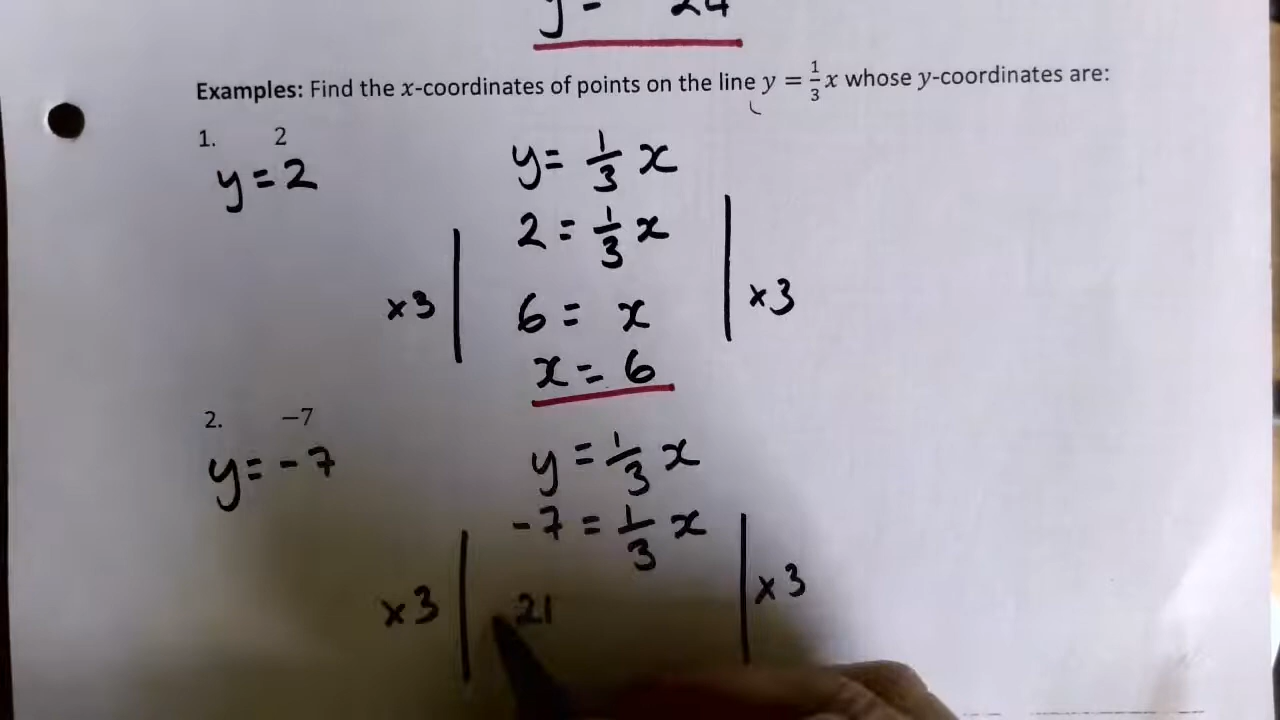 y = 24
Examples: Find the x-coordinates of points on the line y = 1/3 x whose y-coordinates are:
1. 2
y = 2
y = 1/3 x
2 = 1/3 x
×3 | 6 = x | ×3
x = 6
2. −7
y = -7
y = 1/3 x
-7 = 1/3 x
×3 | 21 | ×3